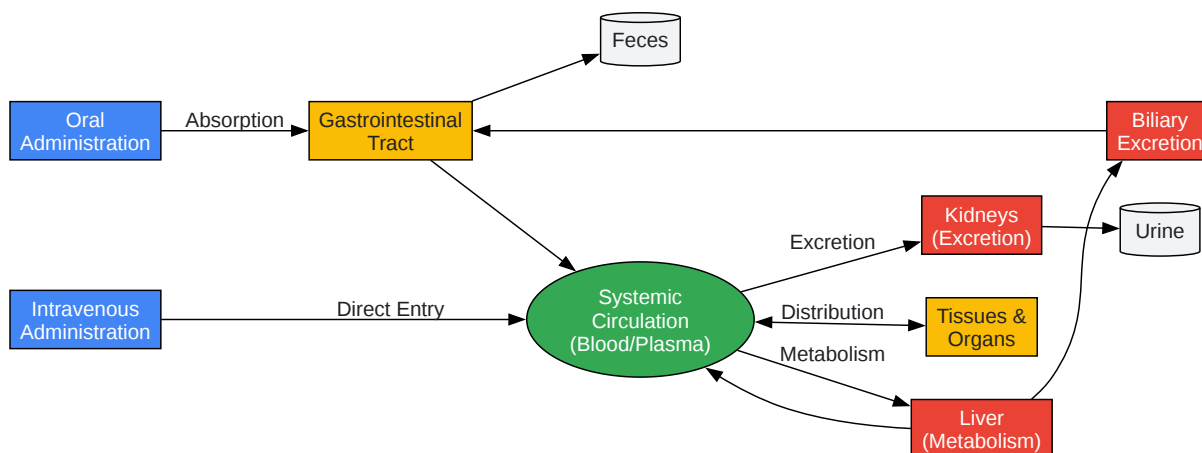 Feces
Oral
Administration
Absorption
Gastrointestinal
Tract
Biliary
Excretion
Kidneys
(Excretion)
Urine
Excretion
Intravenous
Administration
Direct Entry
Systemic
Circulation
(Blood/Plasma)
Distribution
Tissues &
Organs
Metabolism
Liver
(Metabolism)